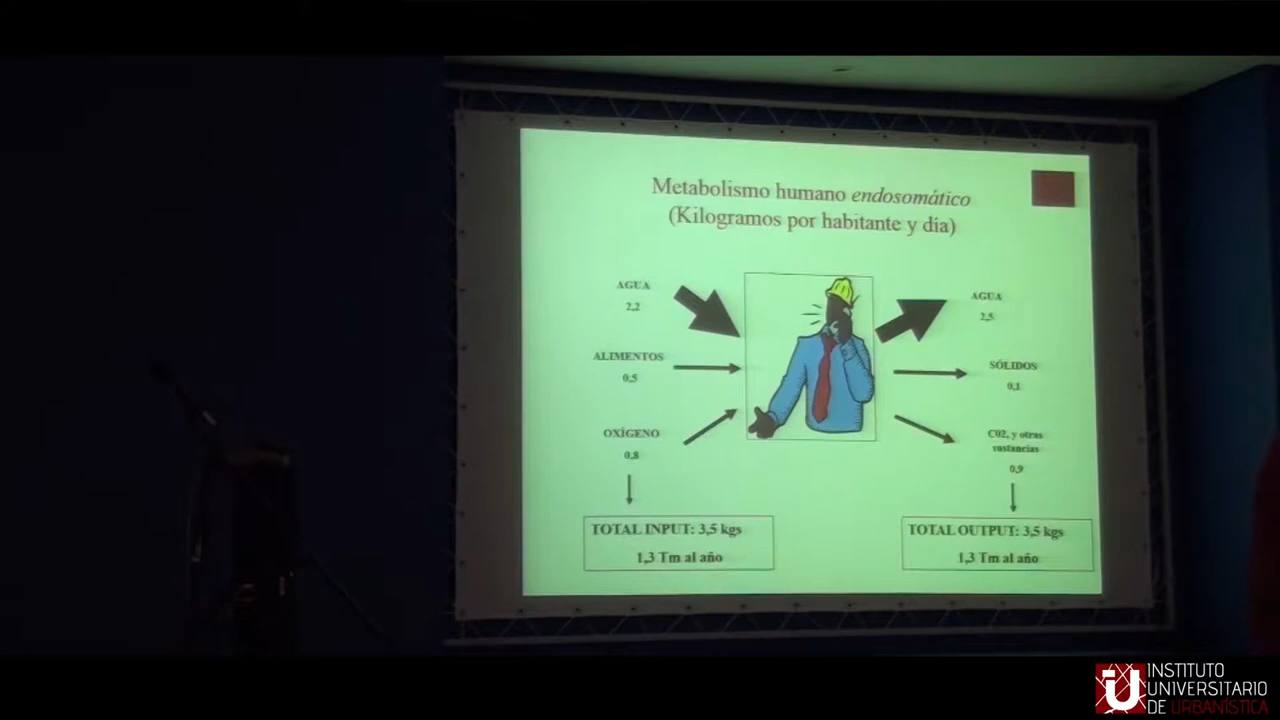 Metabolismo humano endosomático
(Kilogramos por habitante y día)
AGUA
2,2
ALIMENTOS
0,5
OXÍGENO
0,8
TOTAL INPUT: 3,5 kgs
1,3 Tm al año
AGUA
2,5
SÓLIDOS
0,1
C02, y otras
sustancias
0,9
TOTAL OUTPUT: 3,5 kgs
1,3 Tm al año
iU
INSTITUTO
UNIVERSITARIO
DE URBANÍSTICA